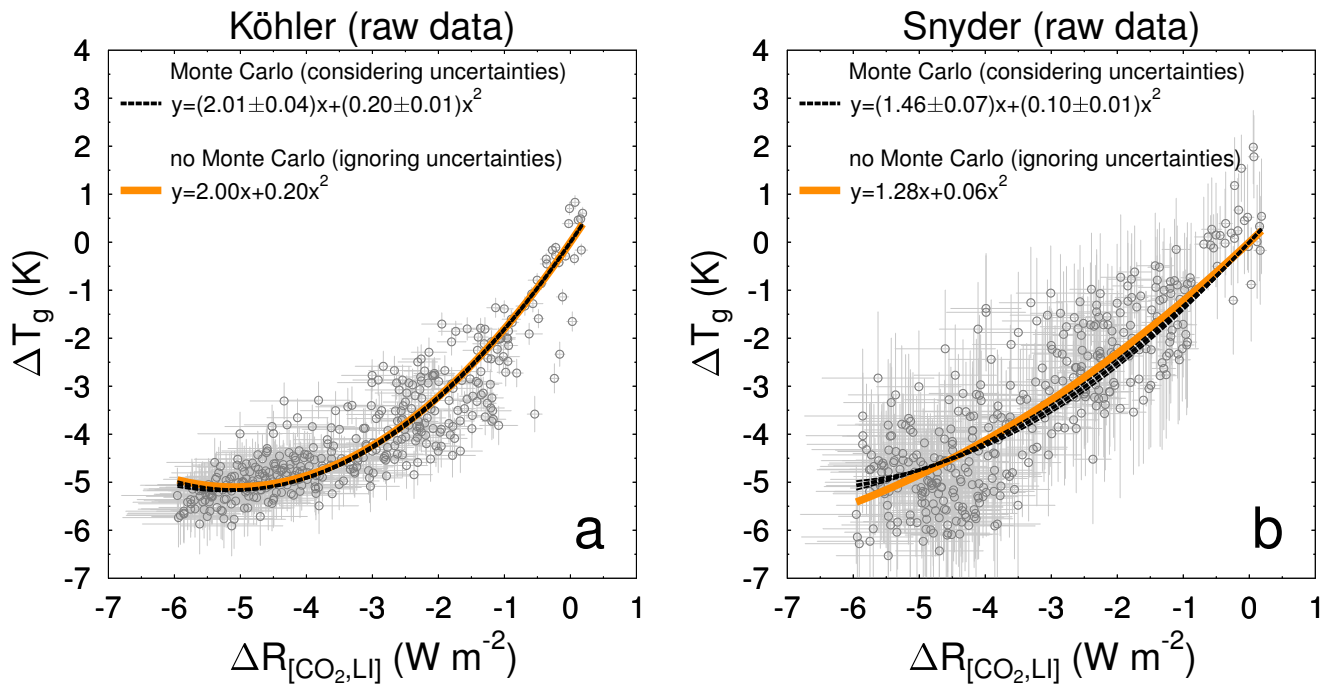 Köhler (raw data)
Monte Carlo (considering uncertainties)
y=(2.01±0.04)x+(0.20±0.01)x²
no Monte Carlo (ignoring uncertainties)
y=2.00x+0.20x²
4
3
2
1
0
-1
-2
-3
-4
-5
-6
-7
ΔT_g (K)
a
-7 -6 -5 -4 -3 -2 -1 0 1
ΔR_[CO₂,LI] (W m⁻²)
Snyder (raw data)
Monte Carlo (considering uncertainties)
y=(1.46±0.07)x+(0.10±0.01)x²
no Monte Carlo (ignoring uncertainties)
y=1.28x+0.06x²
4
3
2
1
0
-1
-2
-3
-4
-5
-6
-7
ΔT_g (K)
b
-7 -6 -5 -4 -3 -2 -1 0 1
ΔR_[CO₂,LI] (W m⁻²)